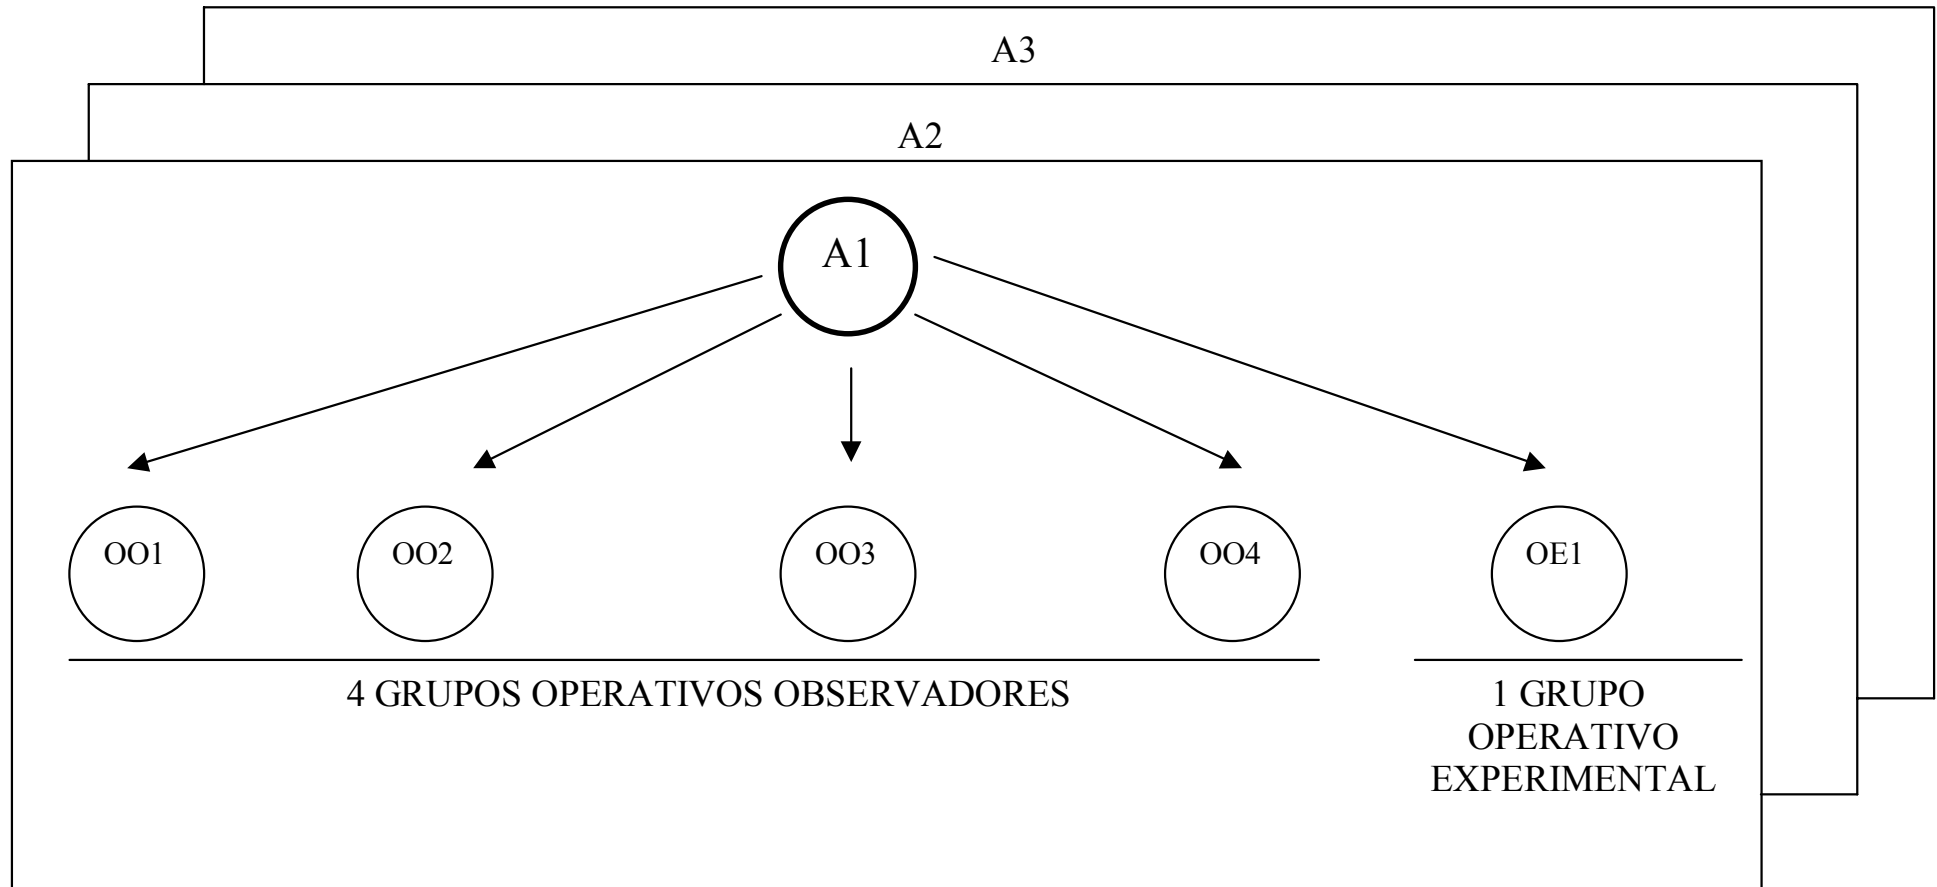 A3
A2
A1
OO1 OO2 OO3 OO4 OE1
4 GRUPOS OPERATIVOS OBSERVADORES
1 GRUPO
OPERATIVO
EXPERIMENTAL